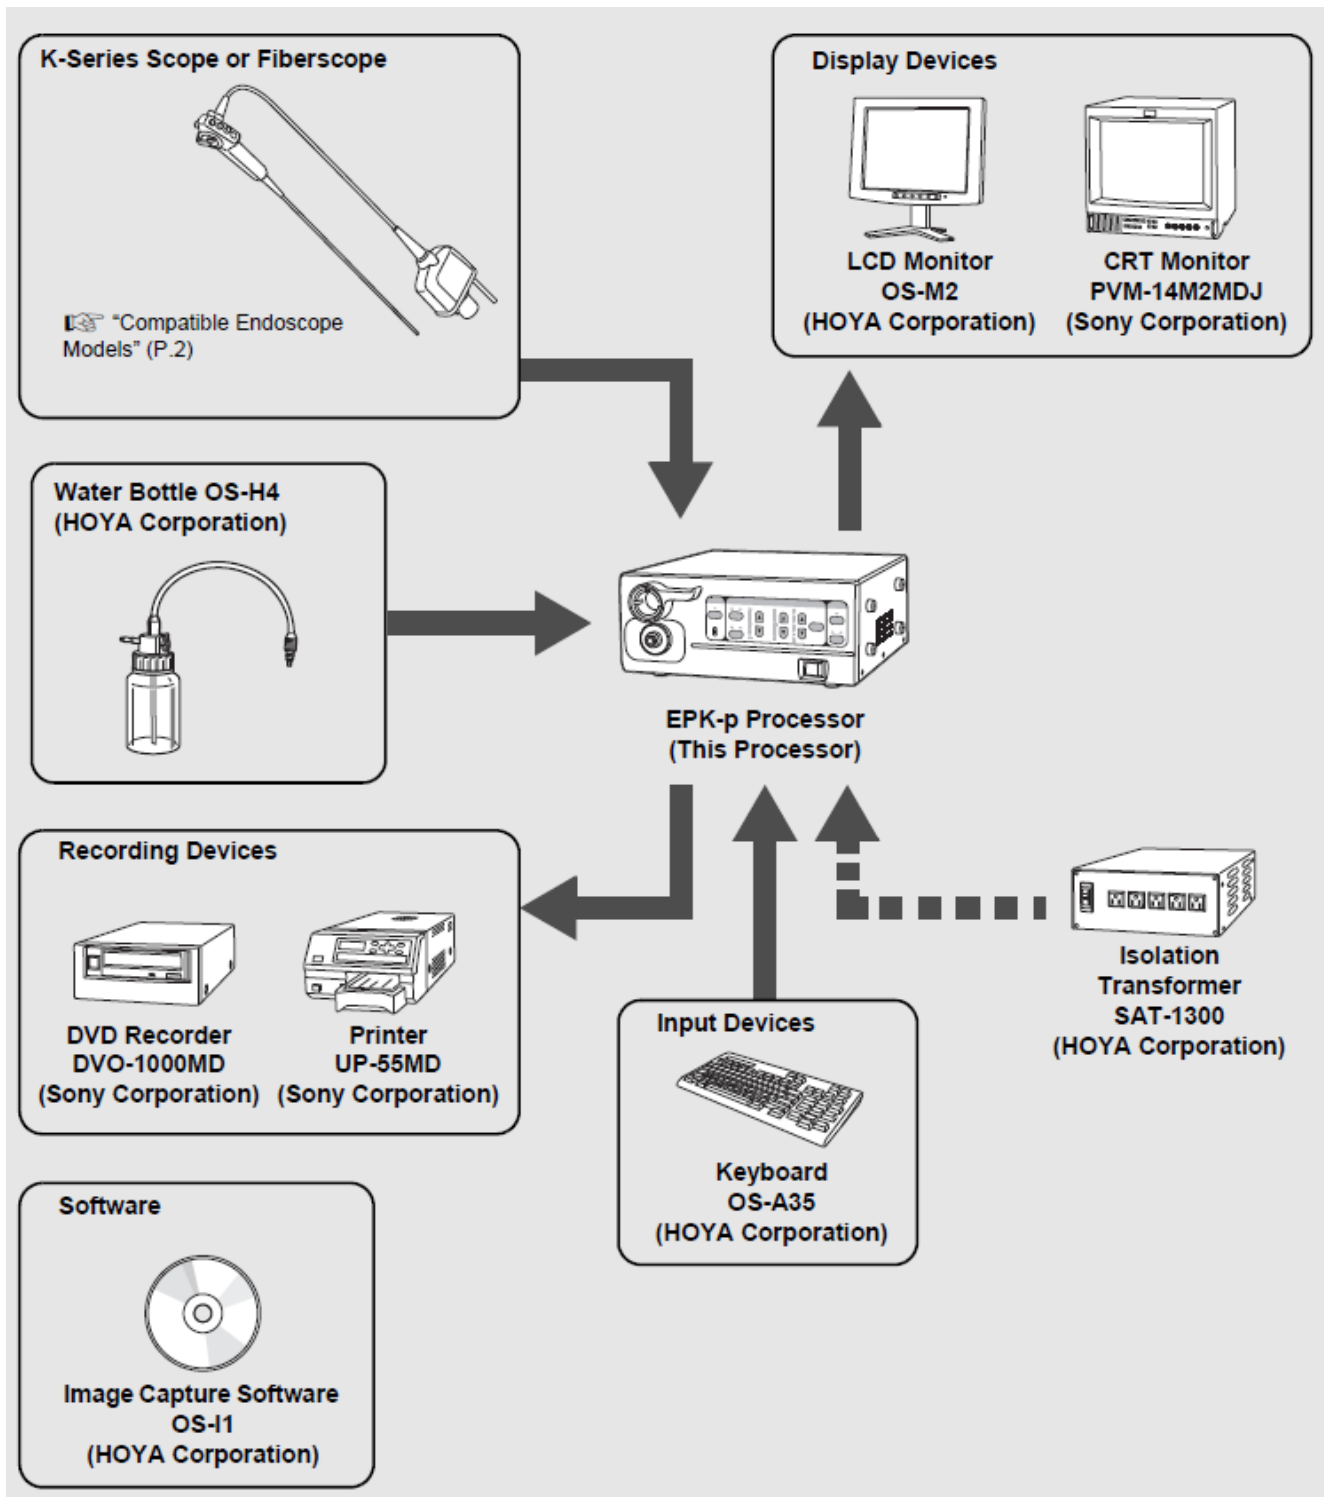 K-Series Scope or Fiberscope
“Compatible Endoscope
Models” (P.2)
Display Devices
LCD Monitor
OS-M2
(HOYA Corporation)
CRT Monitor
PVM-14M2MDJ
(Sony Corporation)
Water Bottle OS-H4
(HOYA Corporation)
EPK-p Processor
(This Processor)
Recording Devices
DVD Recorder
DVO-1000MD
(Sony Corporation)
Printer
UP-55MD
(Sony Corporation)
Input Devices
Keyboard
OS-A35
(HOYA Corporation)
Isolation
Transformer
SAT-1300
(HOYA Corporation)
Software
Image Capture Software
OS-I1
(HOYA Corporation)